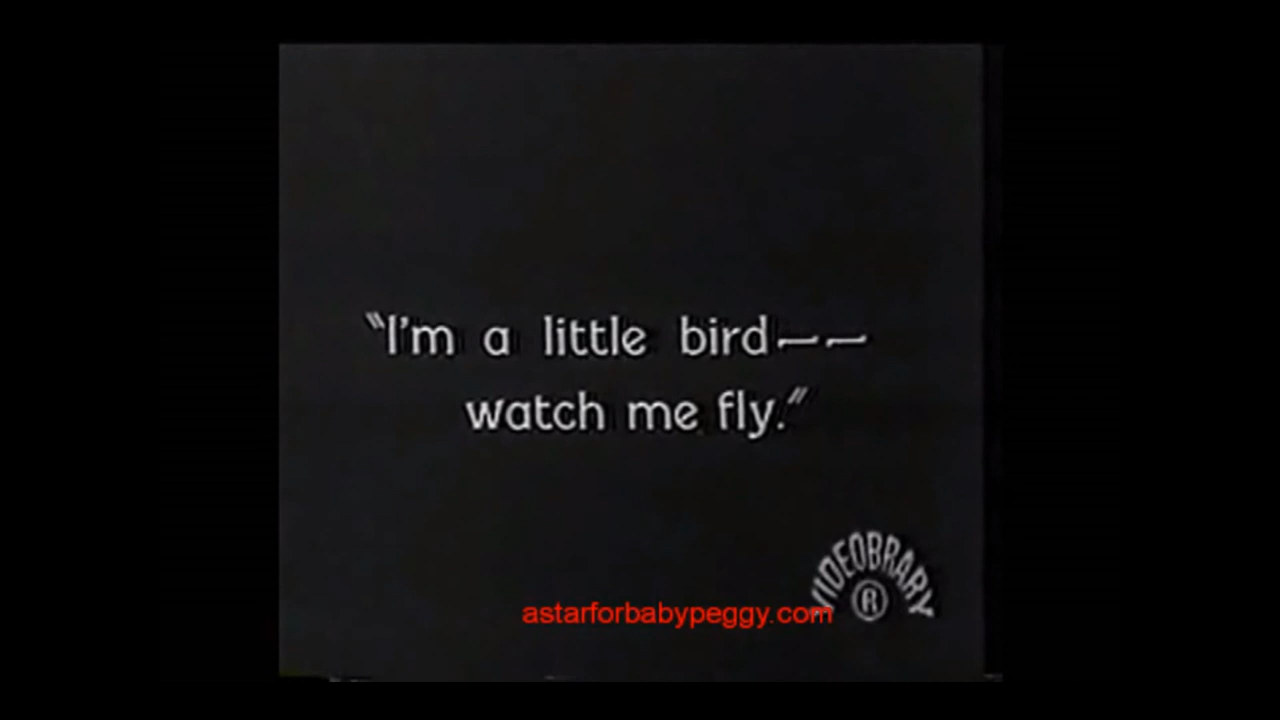 "I'm a little bird——
watch me fly."
VIDEOBRARY
®
astarforbabypeggy.com